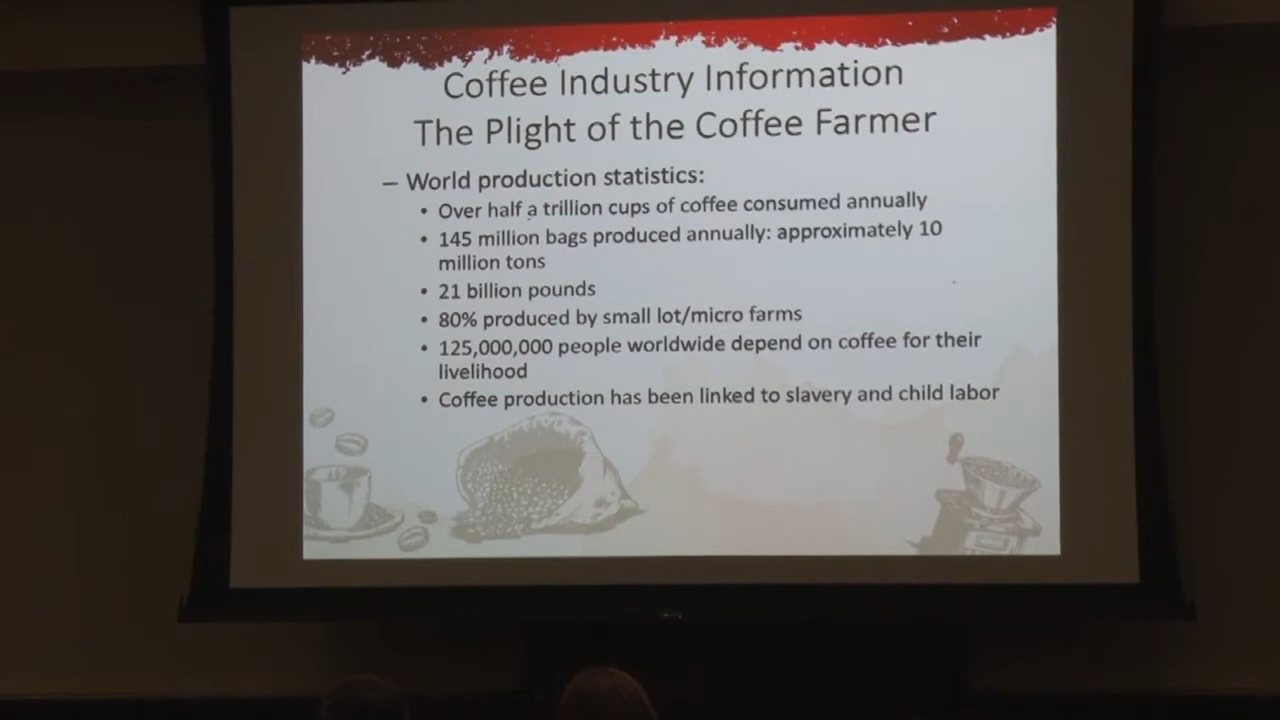 Coffee Industry Information
The Plight of the Coffee Farmer
– World production statistics:
• Over half a trillion cups of coffee consumed annually
• 145 million bags produced annually: approximately 10
million tons
• 21 billion pounds
• 80% produced by small lot/micro farms
• 125,000,000 people worldwide depend on coffee for their
livelihood
• Coffee production has been linked to slavery and child labor